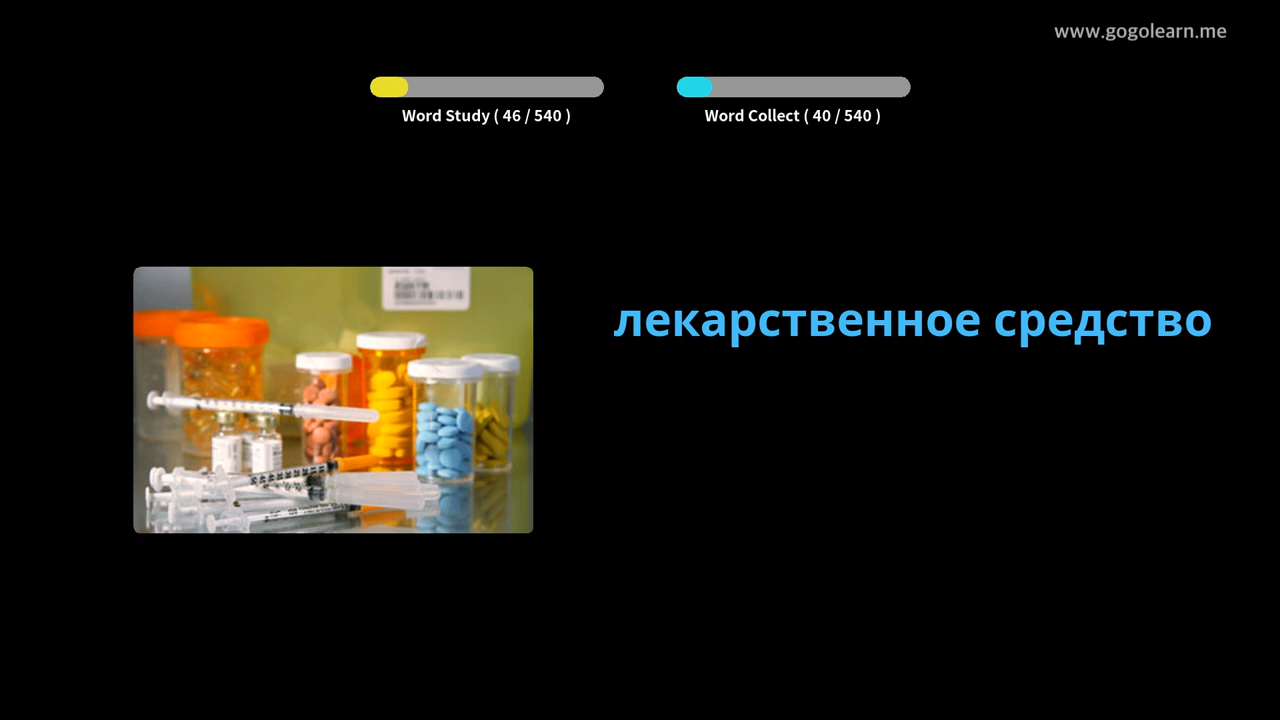 www.gogolearn.me
Word Study ( 46 / 540 )
Word Collect ( 40 / 540 )
лекарственное средство